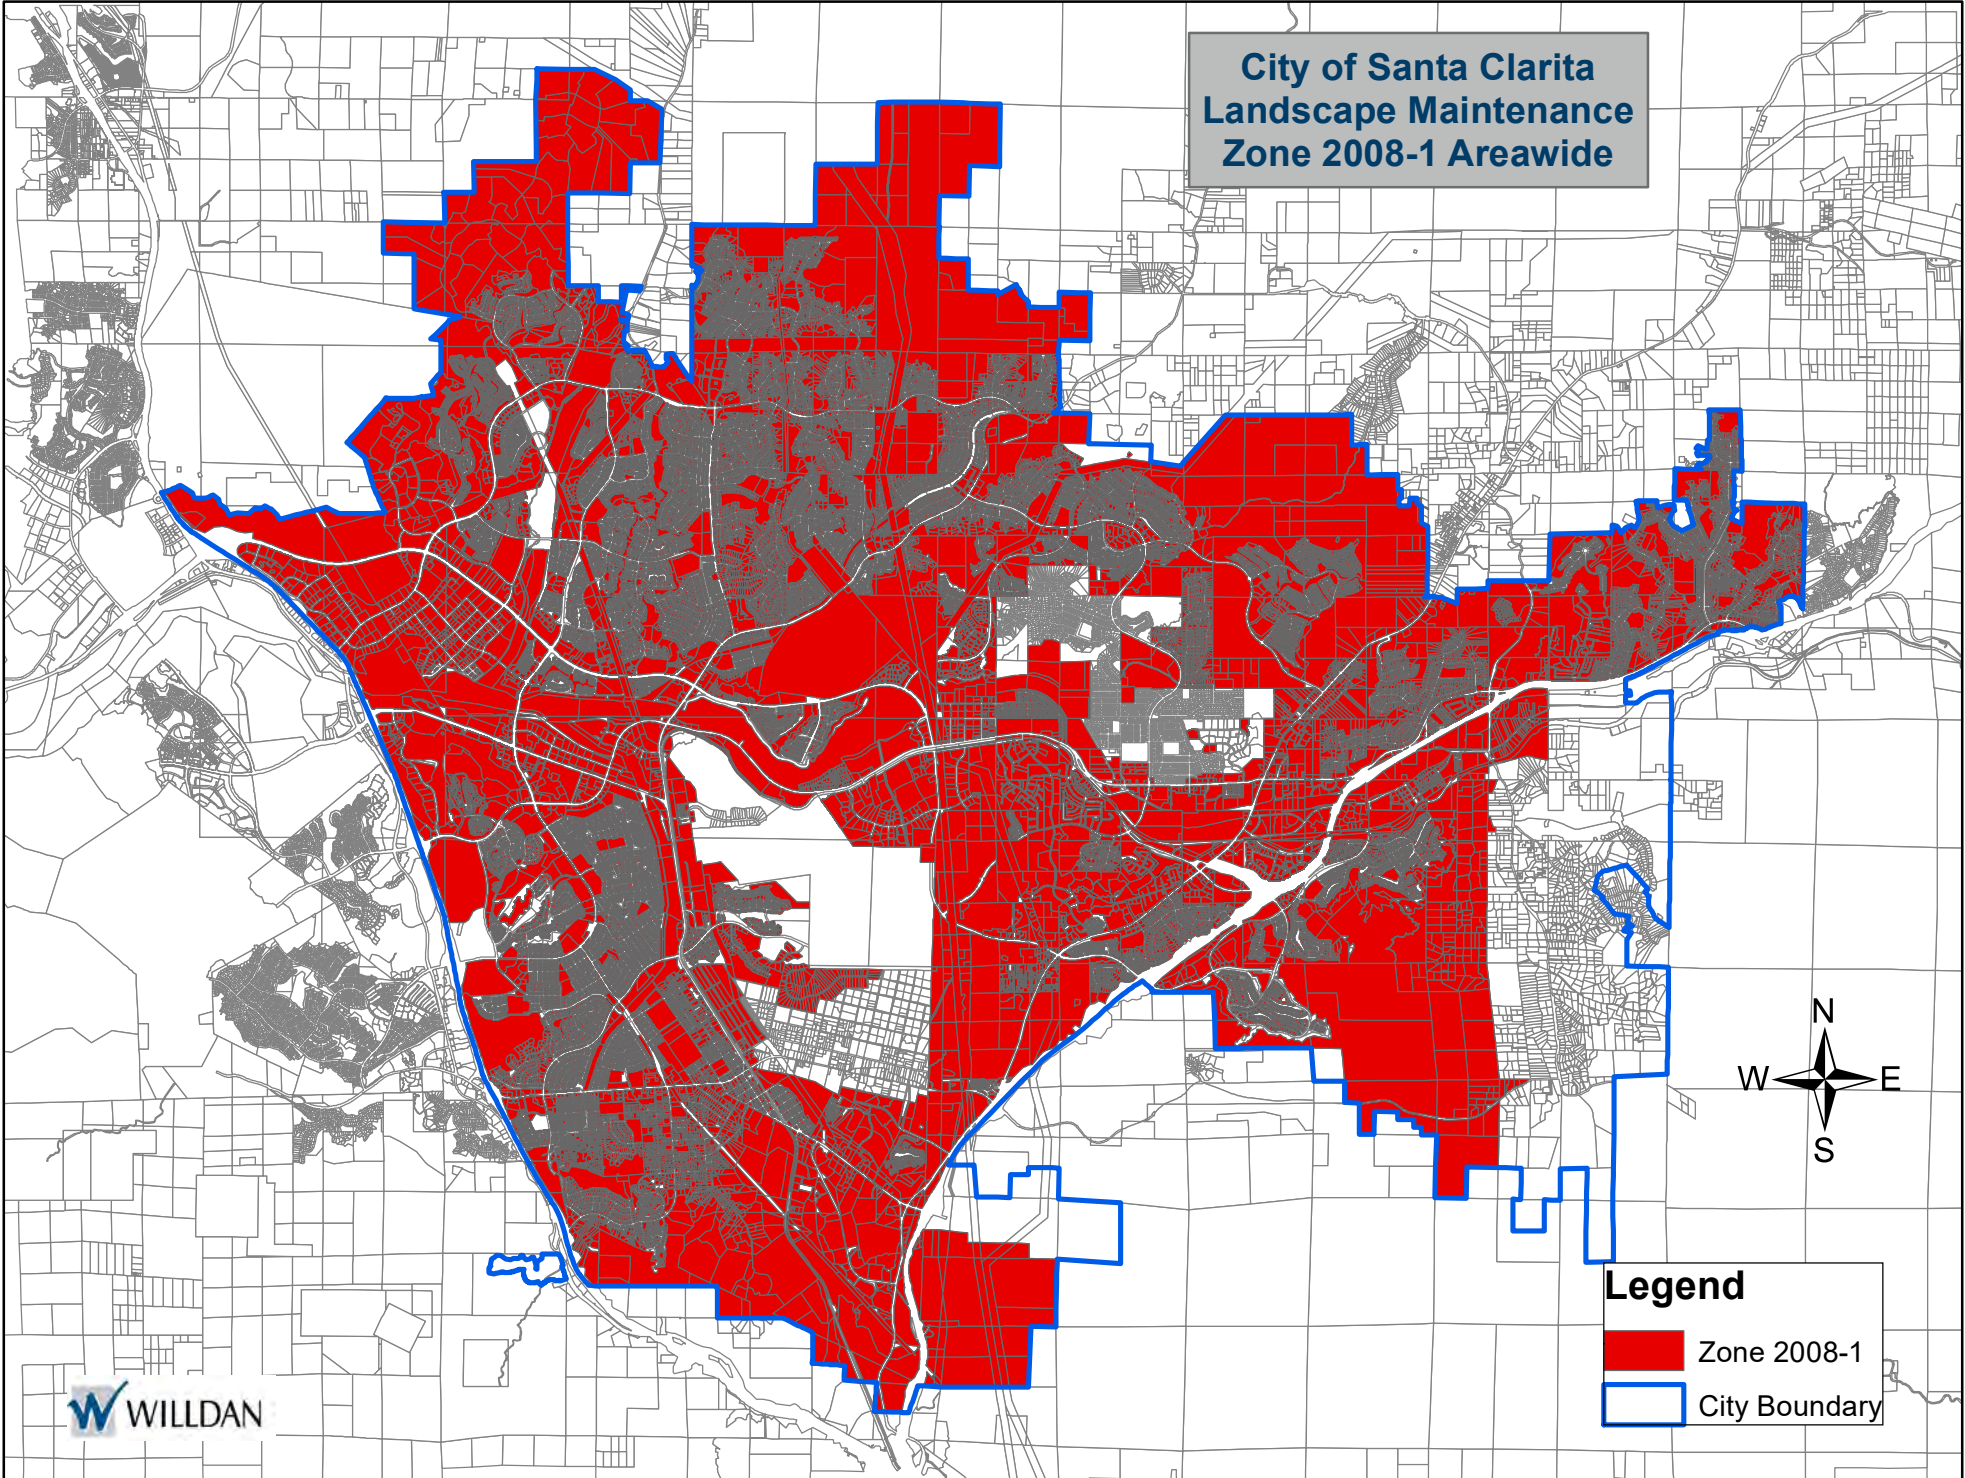 City of Santa Clarita
Landscape Maintenance
Zone 2008-1 Areawide
N
W
E
S
Legend
Zone 2008-1
City Boundary
W WILLDAN